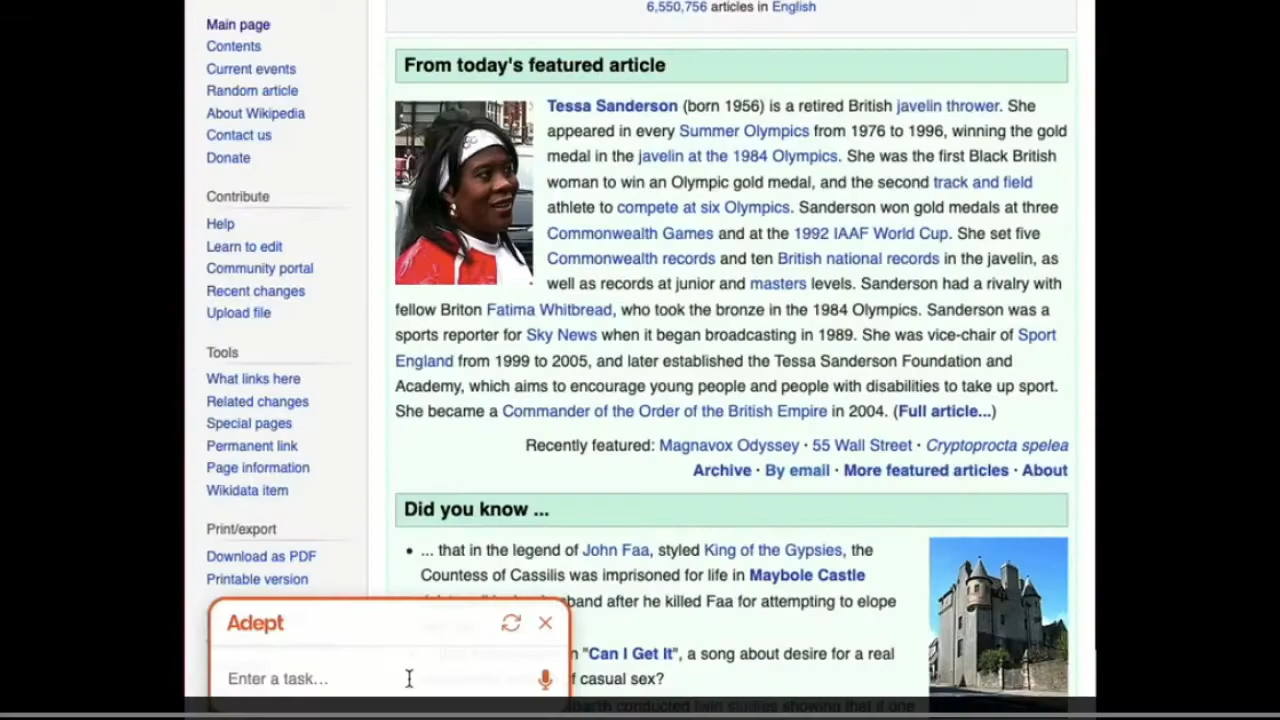 6,550,756 articles in English
Main page
Contents
Current events
Random article
About Wikipedia
Contact us
Donate
Contribute
Help
Learn to edit
Community portal
Recent changes
Upload file
Tools
What links here
Related changes
Special pages
Permanent link
Page information
Wikidata item
Print/export
Download as PDF
Printable version
From today's featured article
Tessa Sanderson (born 1956) is a retired British javelin thrower. She
appeared in every Summer Olympics from 1976 to 1996, winning the gold
medal in the javelin at the 1984 Olympics. She was the first Black British
woman to win an Olympic gold medal, and the second track and field
athlete to compete at six Olympics. Sanderson won gold medals at three
Commonwealth Games and at the 1992 IAAF World Cup. She set five
Commonwealth records and ten British national records in the javelin, as
well as records at junior and masters levels. Sanderson had a rivalry with
fellow Briton Fatima Whitbread, who took the bronze in the 1984 Olympics. Sanderson was a
sports reporter for Sky News when it began broadcasting in 1989. She was vice-chair of Sport
England from 1999 to 2005, and later established the Tessa Sanderson Foundation and
Academy, which aims to encourage young people and people with disabilities to take up sport.
She became a Commander of the Order of the British Empire in 2004. (Full article...)
Recently featured: Magnavox Odyssey · 55 Wall Street · Cryptoprocta spelea
Archive · By email · More featured articles · About
Did you know ...
... that in the legend of John Faa, styled King of the Gypsies, the
Countess of Cassilis was imprisoned for life in Maybole Castle
band after he killed Faa for attempting to elope
"Can I Get It", a song about desire for a real
casual sex?
conducted twin studies showing that if one
Adept
Enter a task...